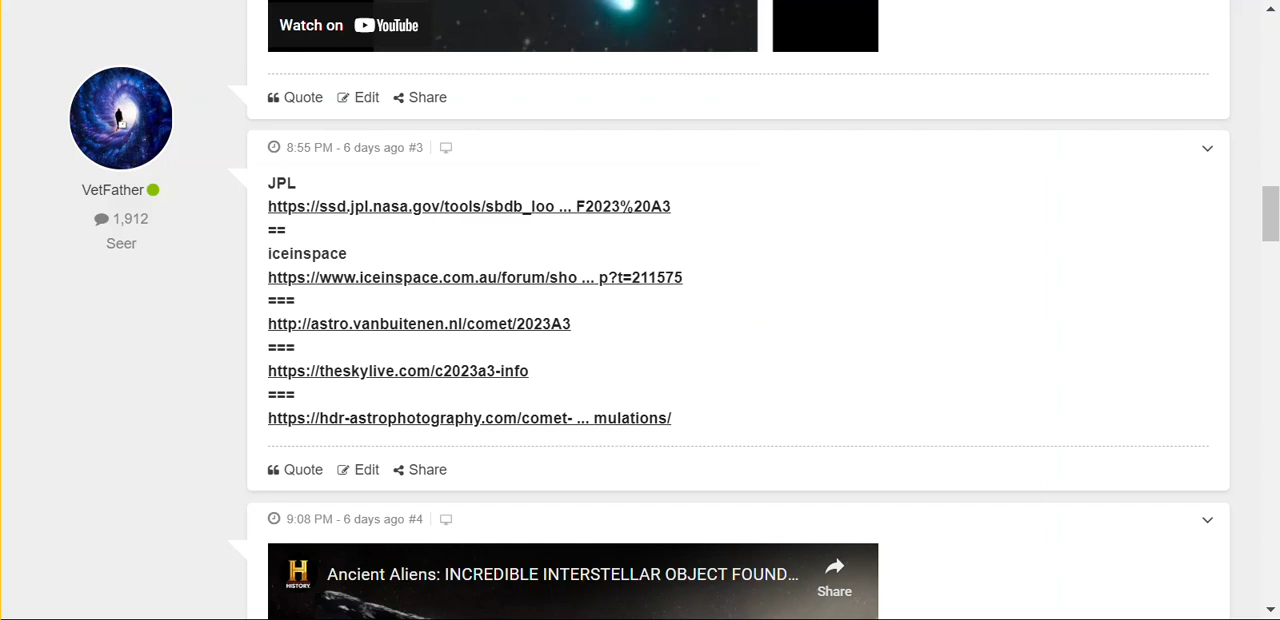 Watch on YouTube
Quote Edit Share
VetFather
1,912
Seer
8:55 PM - 6 days ago #3
JPL
https://ssd.jpl.nasa.gov/tools/sbdb_loo ... F2023%20A3
==
iceinspace
https://www.iceinspace.com.au/forum/sho ... p?t=211575
===
http://astro.vanbuitenen.nl/comet/2023A3
===
https://theskylive.com/c2023a3-info
===
https://hdr-astrophotography.com/comet- ... mulations/
Quote Edit Share
9:08 PM - 6 days ago #4
H HISTORY.
Ancient Aliens: INCREDIBLE INTERSTELLAR OBJECT FOUND...
Share